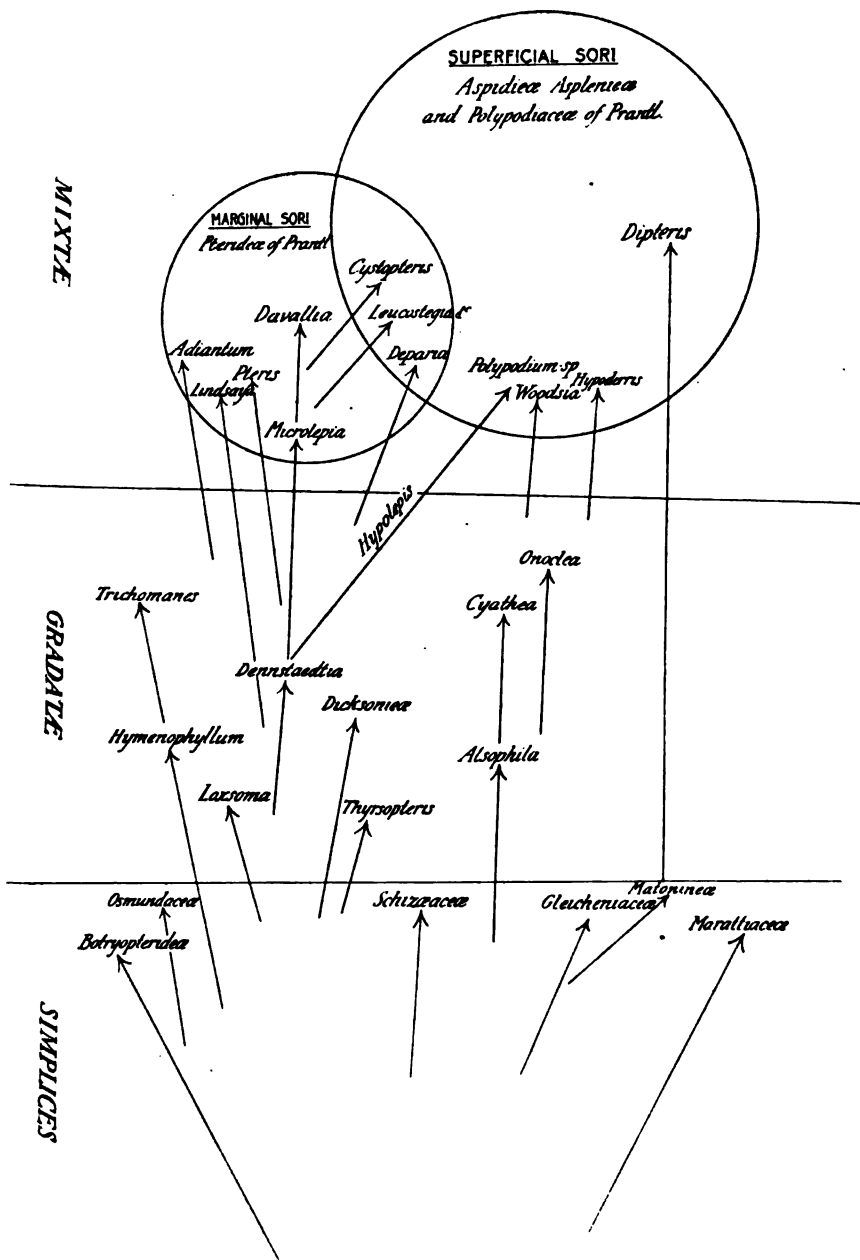 SUPERFICIAL SORI
Aspidieæ Asplenieæ
and Polypodiaceæ of Prantl.
MIXTÆ
MARGINAL SORI
Pterideæ of Prantl
Dipteris
Cystopteris
Davallia
Leucostegia &c
Adiantum
Pteris
Deparia
Lindsaya
Polypodium sp
Woodsia
Hypoderris
Microlepia
Hypolepis
GRADATÆ
Onoclea
Trichomanes
Cyathea
Dennstaedtia
Dicksonieæ
Hymenophyllum
Alsophila
Loxsoma
Thyrsopteris
SIMPLICES
Osmundaceæ
Schizæaceæ
Gleicheniaceæ
Matonineæ
Marattiaceæ
Botryopterideæ